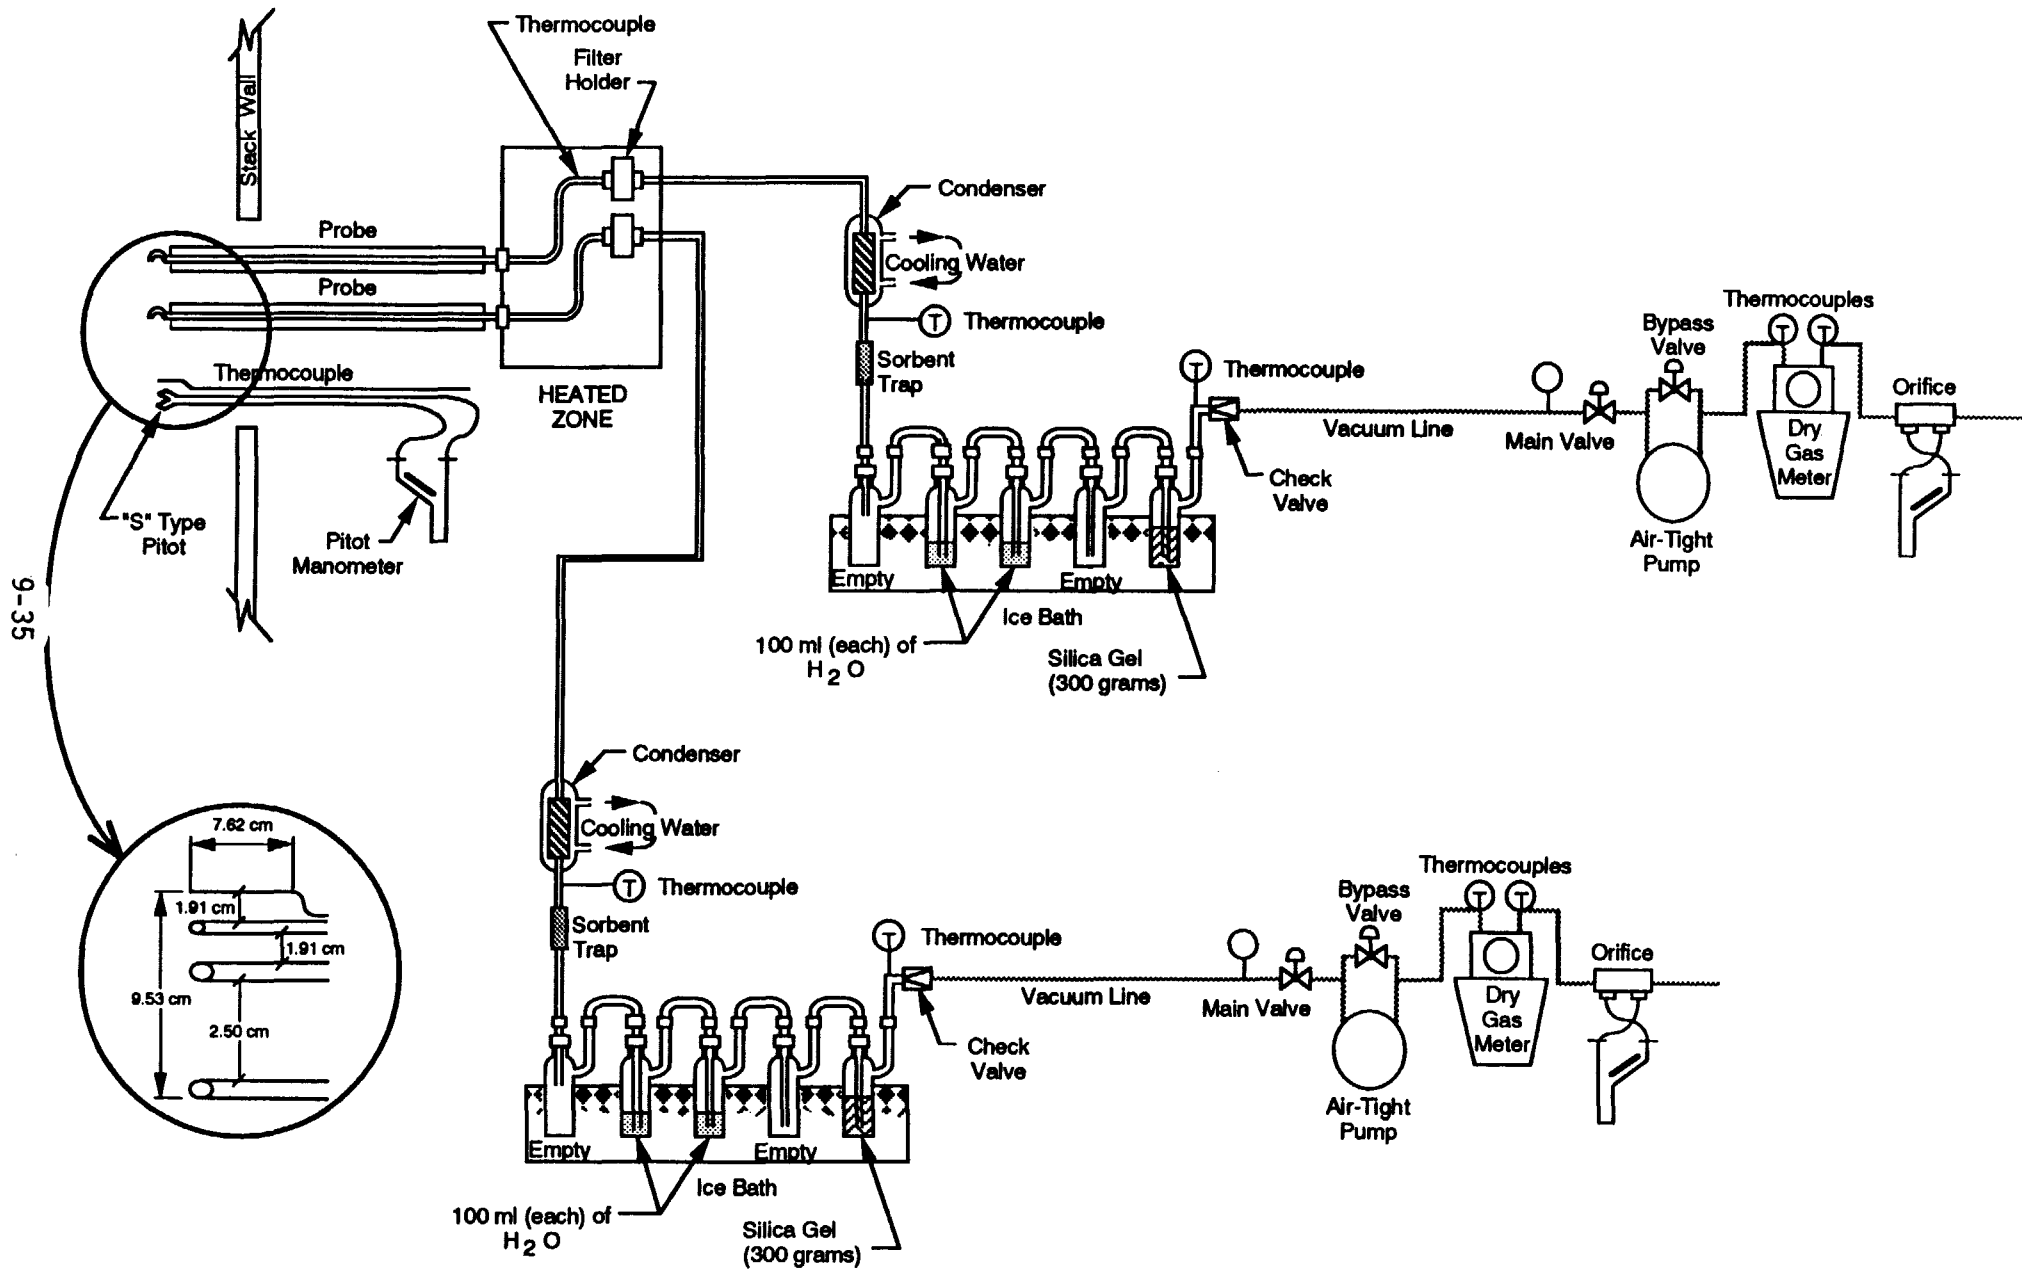 Thermocouple
Filter
Holder
Stack Wall
Probe
Probe
Thermocouple
"S" Type
Pitot
Pitot
Manometer
HEATED
ZONE
Condenser
Cooling Water
T
Thermocouple
Sorbent
Trap
T
Thermocouple
Check
Valve
Vacuum Line
Main Valve
Bypass
Valve
Air-Tight
Pump
Thermocouples
T
T
Dry
Gas
Meter
Orifice
Empty
Empty
Ice Bath
100 ml (each) of
H2O
Silica Gel
(300 grams)
9-35
7.62 cm
1.91 cm
1.91 cm
9.53 cm
2.50 cm
Condenser
Cooling Water
T
Thermocouple
Sorbent
Trap
T
Thermocouple
Check
Valve
Vacuum Line
Main Valve
Bypass
Valve
Air-Tight
Pump
Thermocouples
T
T
Dry
Gas
Meter
Orifice
Empty
Empty
Ice Bath
100 ml (each) of
H2O
Silica Gel
(300 grams)